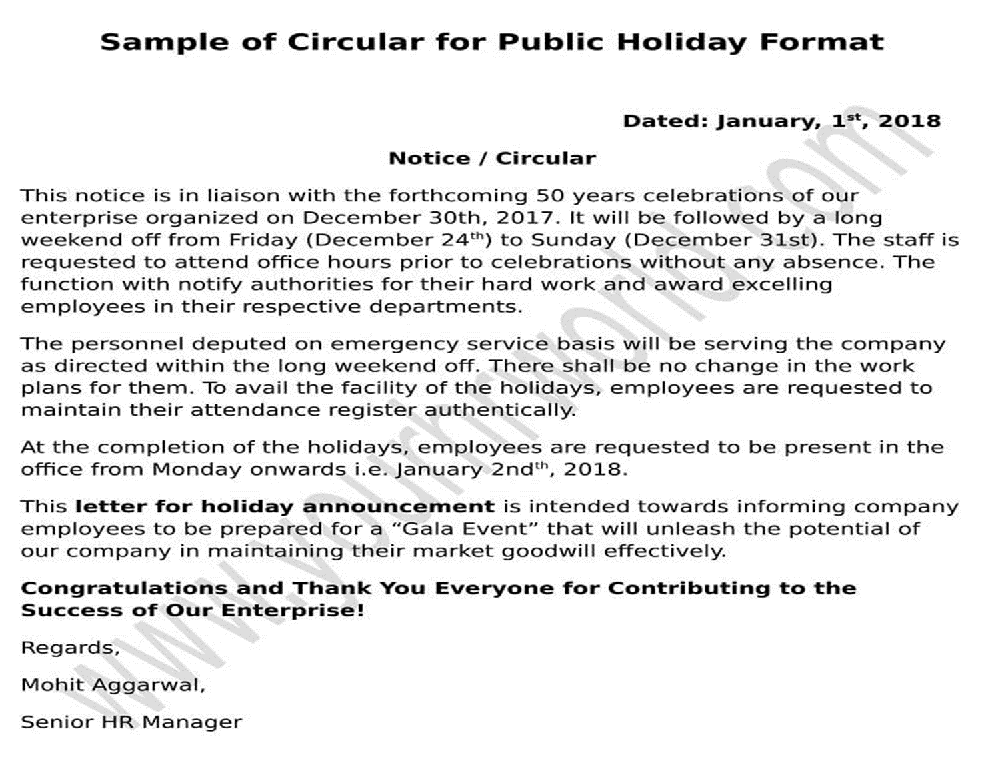 Sample of Circular for Public Holiday Format
Dated: January, 1st, 2018
Notice / Circular
This notice is in liaison with the forthcoming 50 years celebrations of our
enterprise organized on December 30th, 2017. It will be followed by a long
weekend off from Friday (December 24th) to Sunday (December 31st). The staff is
requested to attend office hours prior to celebrations without any absence. The
function with notify authorities for their hard work and award excelling
employees in their respective departments.
The personnel deputed on emergency service basis will be serving the company
as directed within the long weekend off. There shall be no change in the work
plans for them. To avail the facility of the holidays, employees are requested to
maintain their attendance register authentically.
At the completion of the holidays, employees are requested to be present in the
office from Monday onwards i.e. January 2ndth, 2018.
This letter for holiday announcement is intended towards informing company
employees to be prepared for a “Gala Event” that will unleash the potential of
our company in maintaining their market goodwill effectively.
Congratulations and Thank You Everyone for Contributing to the
Success of Our Enterprise!
Regards,
Mohit Aggarwal,
Senior HR Manager
www.yourhrworld.com